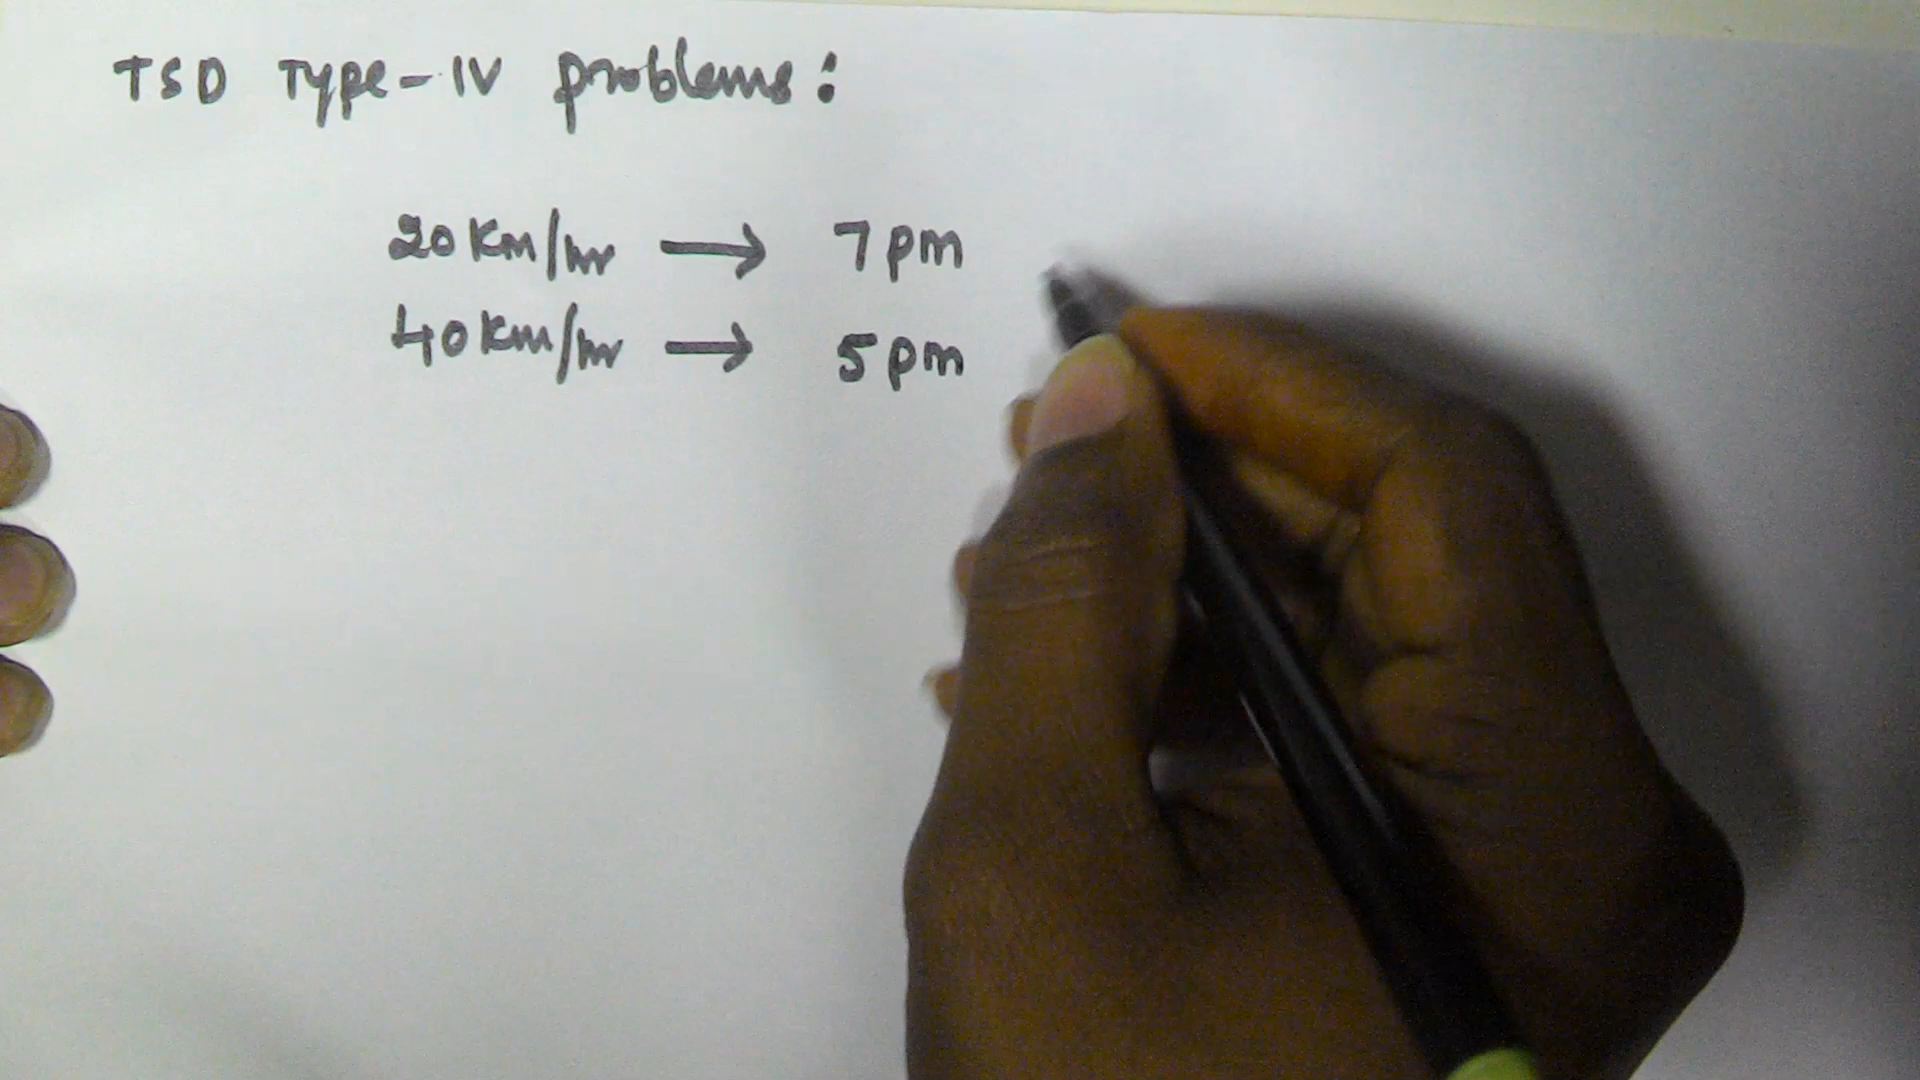 TSD Type-IV problems:
20 Km/hr → 7 pm
40 Km/hr → 5 pm